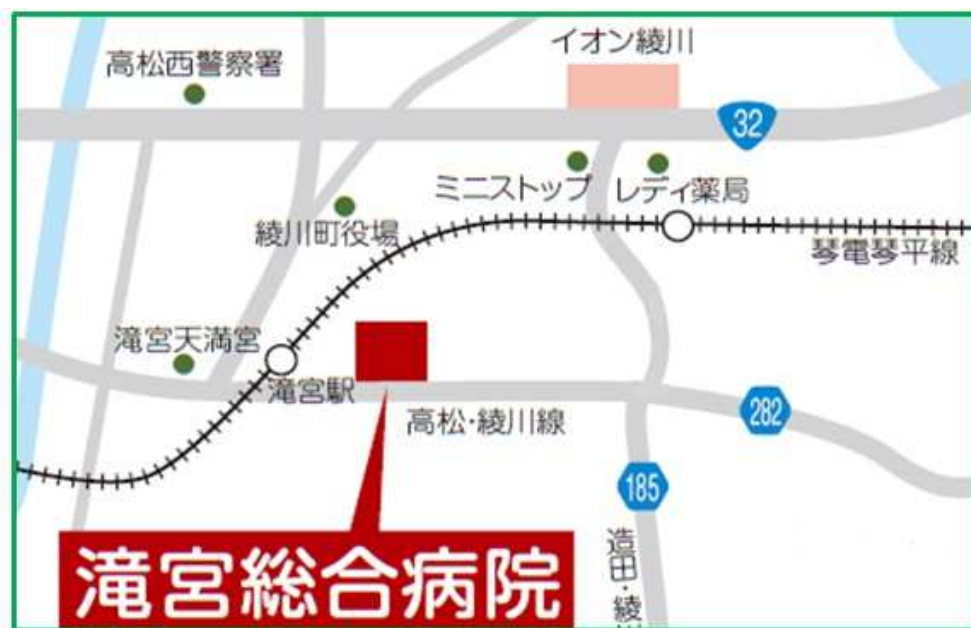 イオン綾川
高松西警察署
32
ミニストップ
レディ薬局
綾川町役場
琴電琴平線
滝宮天満宮
滝宮駅
高松・綾川線
282
185
造田・綾川
滝宮総合病院